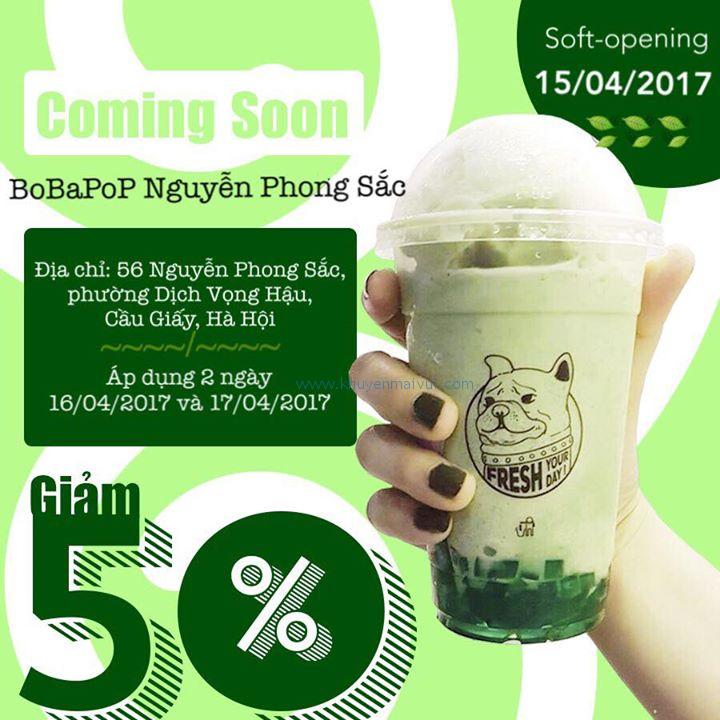 Soft-opening
15/04/2017
Coming Soon
BoBaPoP Nguyễn Phong Sắc
Địa chỉ: 56 Nguyễn Phong Sắc,
phường Dịch Vọng Hậu,
Cầu Giấy, Hà Hội
~~~~/~~~~
Áp dụng 2 ngày
16/04/2017 và 17/04/2017
www.khuyenmaivui.com
FRESH YOUR
DAY!
Giảm
50%